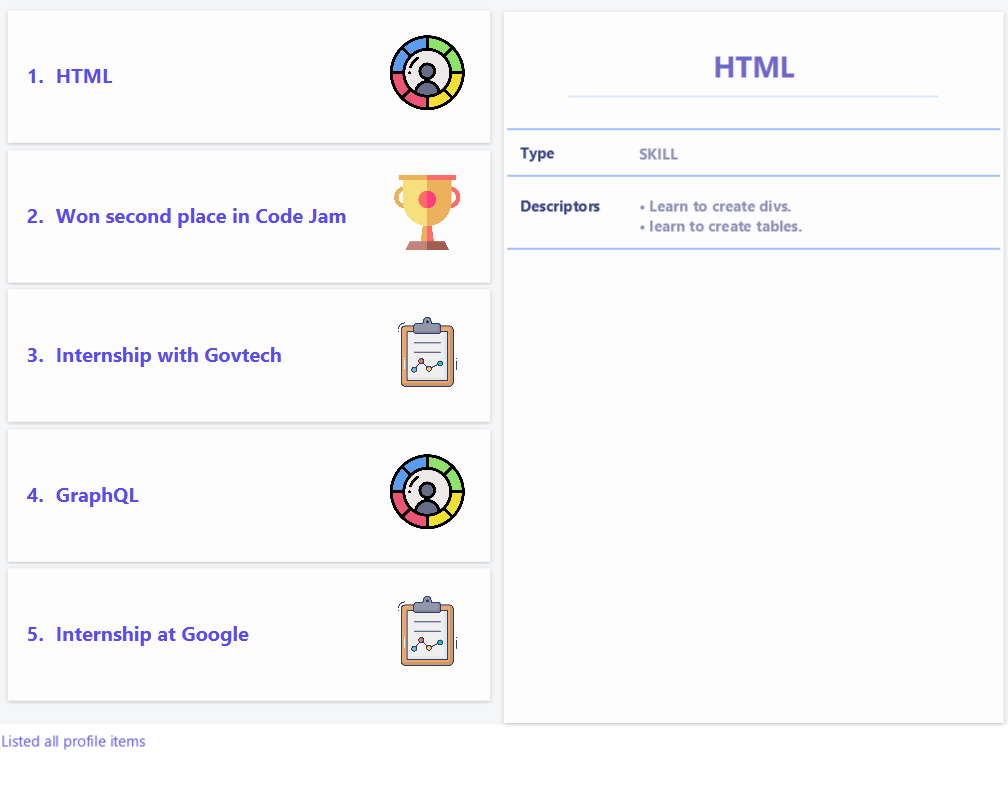 1. HTML
2. Won second place in Code Jam
3. Internship with Govtech
4. GraphQL
5. Internship at Google
HTML
Type SKILL
Descriptors • Learn to create divs.
• learn to create tables.
Listed all profile items